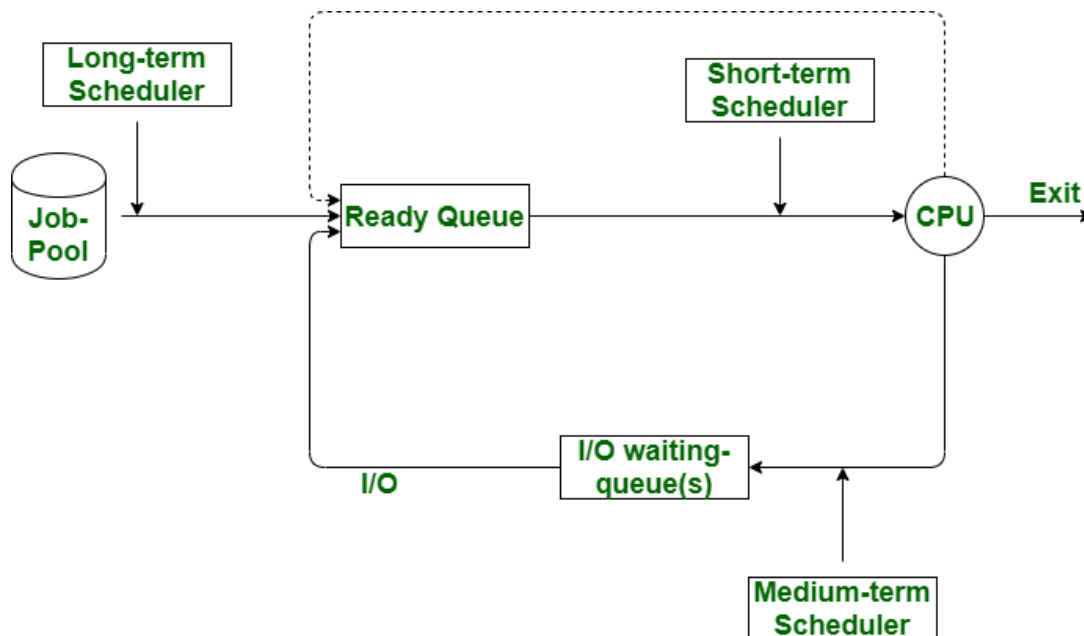 Long-term
Scheduler
Short-term
Scheduler
Job-
Pool
Ready Queue
CPU
Exit
I/O waiting-
queue(s)
I/O
Medium-term
Scheduler